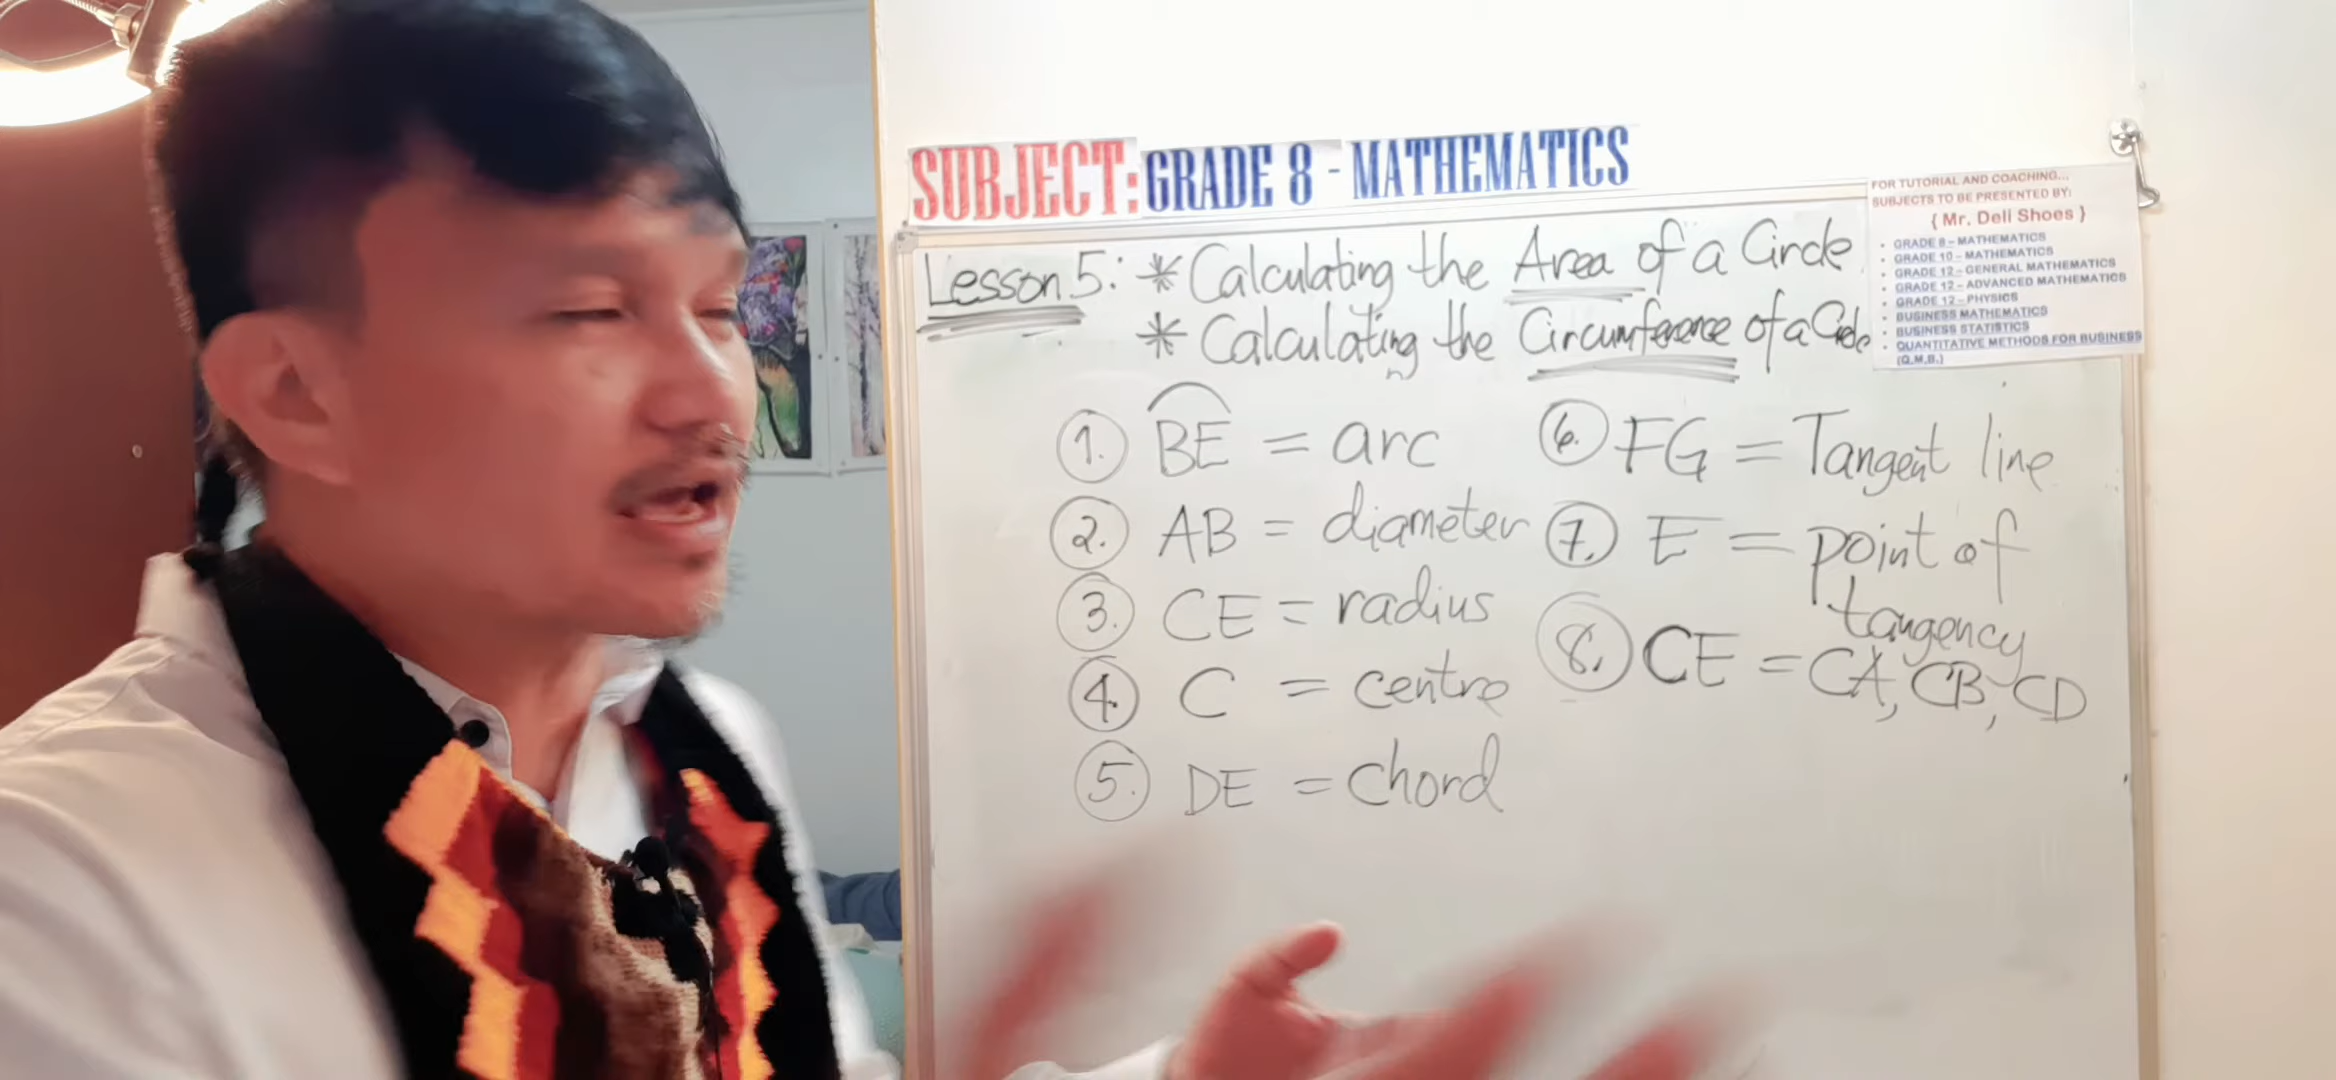 SUBJECT: GRADE 8 - MATHEMATICS
FOR TUTORIAL AND COACHING...
SUBJECTS TO BE PRESENTED BY:
{ Mr. Deli Shoes }
• GRADE 8 – MATHEMATICS
• GRADE 10 – MATHEMATICS
• GRADE 12 – GENERAL MATHEMATICS
• GRADE 12 – ADVANCED MATHEMATICS
• GRADE 12 – PHYSICS
• BUSINESS MATHEMATICS
• BUSINESS STATISTICS
• QUANTITATIVE METHODS FOR BUSINESS
(Q.M.B.)
Lesson 5: * Calculating the Area of a Circle
* Calculating the Circumference of a Circle
1. BE = arc
2. AB = diameter
3. CE = radius
4. C = centre
5. DE = chord
6. FG = Tangent line
7. E = point of
tangency
8. CE = CA, CB, CD